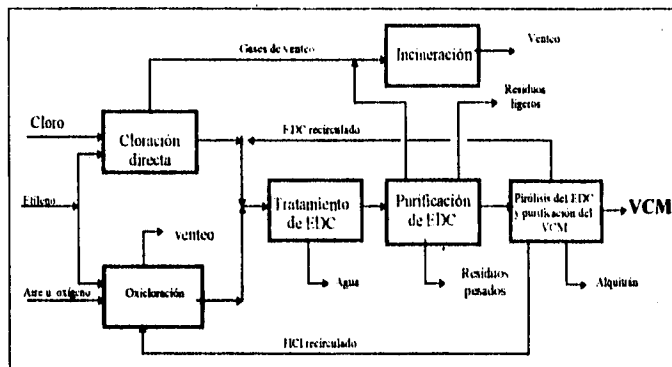 Gases de venteo
Incineración
Venteo
Residuos
ligeros
Cloro
Cloración
directa
EDC recirculado
Etileno
Tratamiento
de EDC
Purificación
de EDC
Pirólisis del EDC
y purificación del
VCM
VCM
venteo
Aire u oxígeno
Oxicloración
Agua
Residuos
pesados
Alquitrán
HCl recirculado